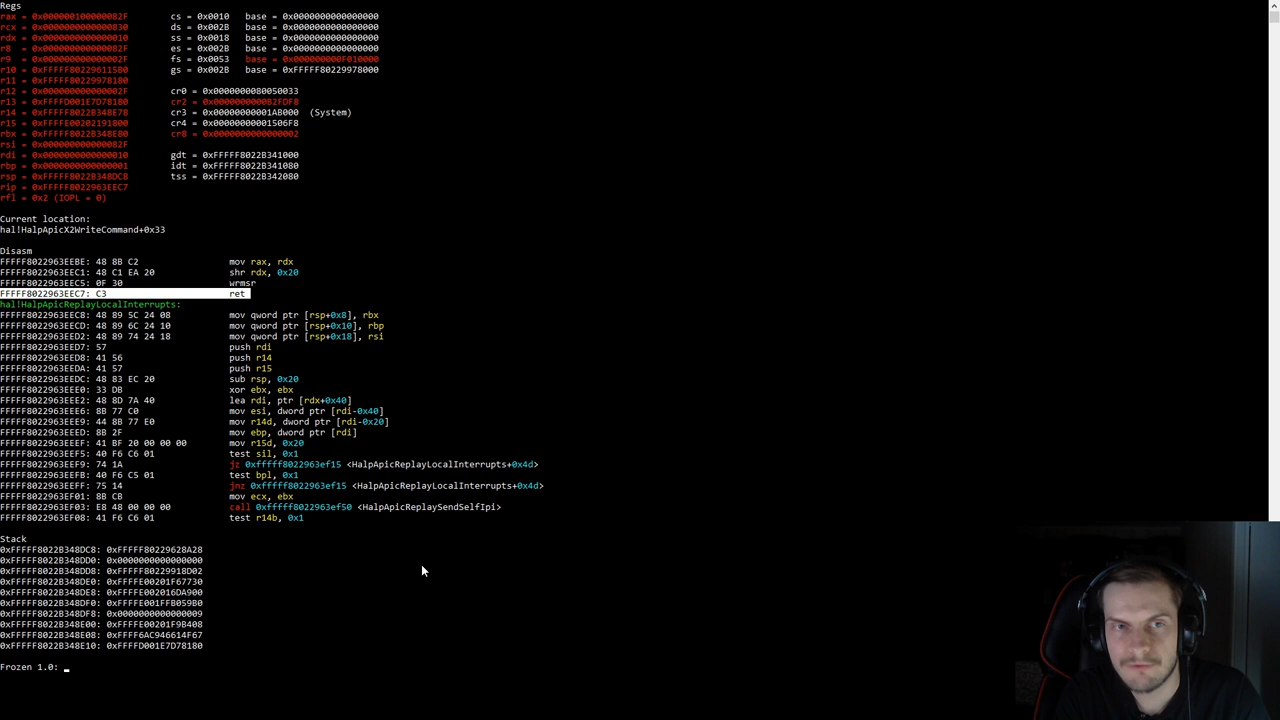 Regs
rax = 0x000000100000082F    cs = 0x0010   base = 0x0000000000000000
rcx = 0x0000000000000830    ds = 0x002B   base = 0x0000000000000000
rdx = 0x0000000000000010    ss = 0x0018   base = 0x0000000000000000
r8  = 0x000000000000082F    es = 0x002B   base = 0x0000000000000000
r9  = 0x000000000000002F    fs = 0x0053   base = 0x000000000F010000
r10 = 0xFFFFF802296115B0    gs = 0x002B   base = 0xFFFFF80229978000
r11 = 0xFFFFF80229978180
r12 = 0x000000000000002F    cr0 = 0x0000000080050033
r13 = 0xFFFFD001E7D78180    cr2 = 0x0000000000B2FDF8
r14 = 0xFFFFF8022B348E78    cr3 = 0x00000000001AB000   (System)
r15 = 0xFFFFE00202191800    cr4 = 0x00000000001506F8
rbx = 0xFFFFF8022B348E80    cr8 = 0x0000000000000002
rsi = 0x000000000000082F
rdi = 0x0000000000000010    gdt = 0xFFFFF8022B341000
rbp = 0x0000000000000001    idt = 0xFFFFF8022B341080
rsp = 0xFFFFF8022B348DC8    tss = 0xFFFFF8022B342080
rip = 0xFFFFF8022963EEC7
rfl = 0x2 (IOPL = 0)
Current location:
hal!HalpApicX2WriteCommand+0x33
Disasm
FFFFF8022963EEBE: 48 8B C2    mov rax, rdx
FFFFF8022963EEC1: 48 C1 EA 20    shr rdx, 0x20
FFFFF8022963EEC5: 0F 30    wrmsr
FFFFF8022963EEC7: C3    ret
hal!HalpApicReplayLocalInterrupts:
FFFFF8022963EEC8: 48 89 5C 24 08    mov qword ptr [rsp+0x8], rbx
FFFFF8022963EECD: 48 89 6C 24 10    mov qword ptr [rsp+0x10], rbp
FFFFF8022963EED2: 48 89 74 24 18    mov qword ptr [rsp+0x18], rsi
FFFFF8022963EED7: 57    push rdi
FFFFF8022963EED8: 41 56    push r14
FFFFF8022963EEDA: 41 57    push r15
FFFFF8022963EEDC: 48 83 EC 20    sub rsp, 0x20
FFFFF8022963EEE0: 33 DB    xor ebx, ebx
FFFFF8022963EEE2: 48 8D 7A 40    lea rdi, ptr [rdx+0x40]
FFFFF8022963EEE6: 8B 77 C0    mov esi, dword ptr [rdi-0x40]
FFFFF8022963EEE9: 44 8B 77 E0    mov r14d, dword ptr [rdi-0x20]
FFFFF8022963EEED: 8B 2F    mov ebp, dword ptr [rdi]
FFFFF8022963EEEF: 41 BF 20 00 00 00    mov r15d, 0x20
FFFFF8022963EEF5: 40 F6 C6 01    test sil, 0x1
FFFFF8022963EEF9: 74 1A    jz 0xfffff8022963ef15 <HalpApicReplayLocalInterrupts+0x4d>
FFFFF8022963EEFB: 40 F6 C5 01    test bpl, 0x1
FFFFF8022963EEFF: 75 14    jnz 0xfffff8022963ef15 <HalpApicReplayLocalInterrupts+0x4d>
FFFFF8022963EF01: 8B CB    mov ecx, ebx
FFFFF8022963EF03: E8 48 00 00 00    call 0xfffff8022963ef50 <HalpApicReplaySendSelfIpi>
FFFFF8022963EF08: 41 F6 C6 01    test r14b, 0x1
Stack
0xFFFFF8022B348DC8: 0xFFFFF80229628A28
0xFFFFF8022B348DD0: 0x0000000000000000
0xFFFFF8022B348DD8: 0xFFFFF80229918D02
0xFFFFF8022B348DE0: 0xFFFFE00201F67730
0xFFFFF8022B348DE8: 0xFFFFE002016DA900
0xFFFFF8022B348DF0: 0xFFFFE001FFB059B0
0xFFFFF8022B348DF8: 0x0000000000000009
0xFFFFF8022B348E00: 0xFFFFE00201F9B408
0xFFFFF8022B348E08: 0xFFFF6AC946614F67
0xFFFFF8022B348E10: 0xFFFFD001E7D78180
Frozen 1.0: _